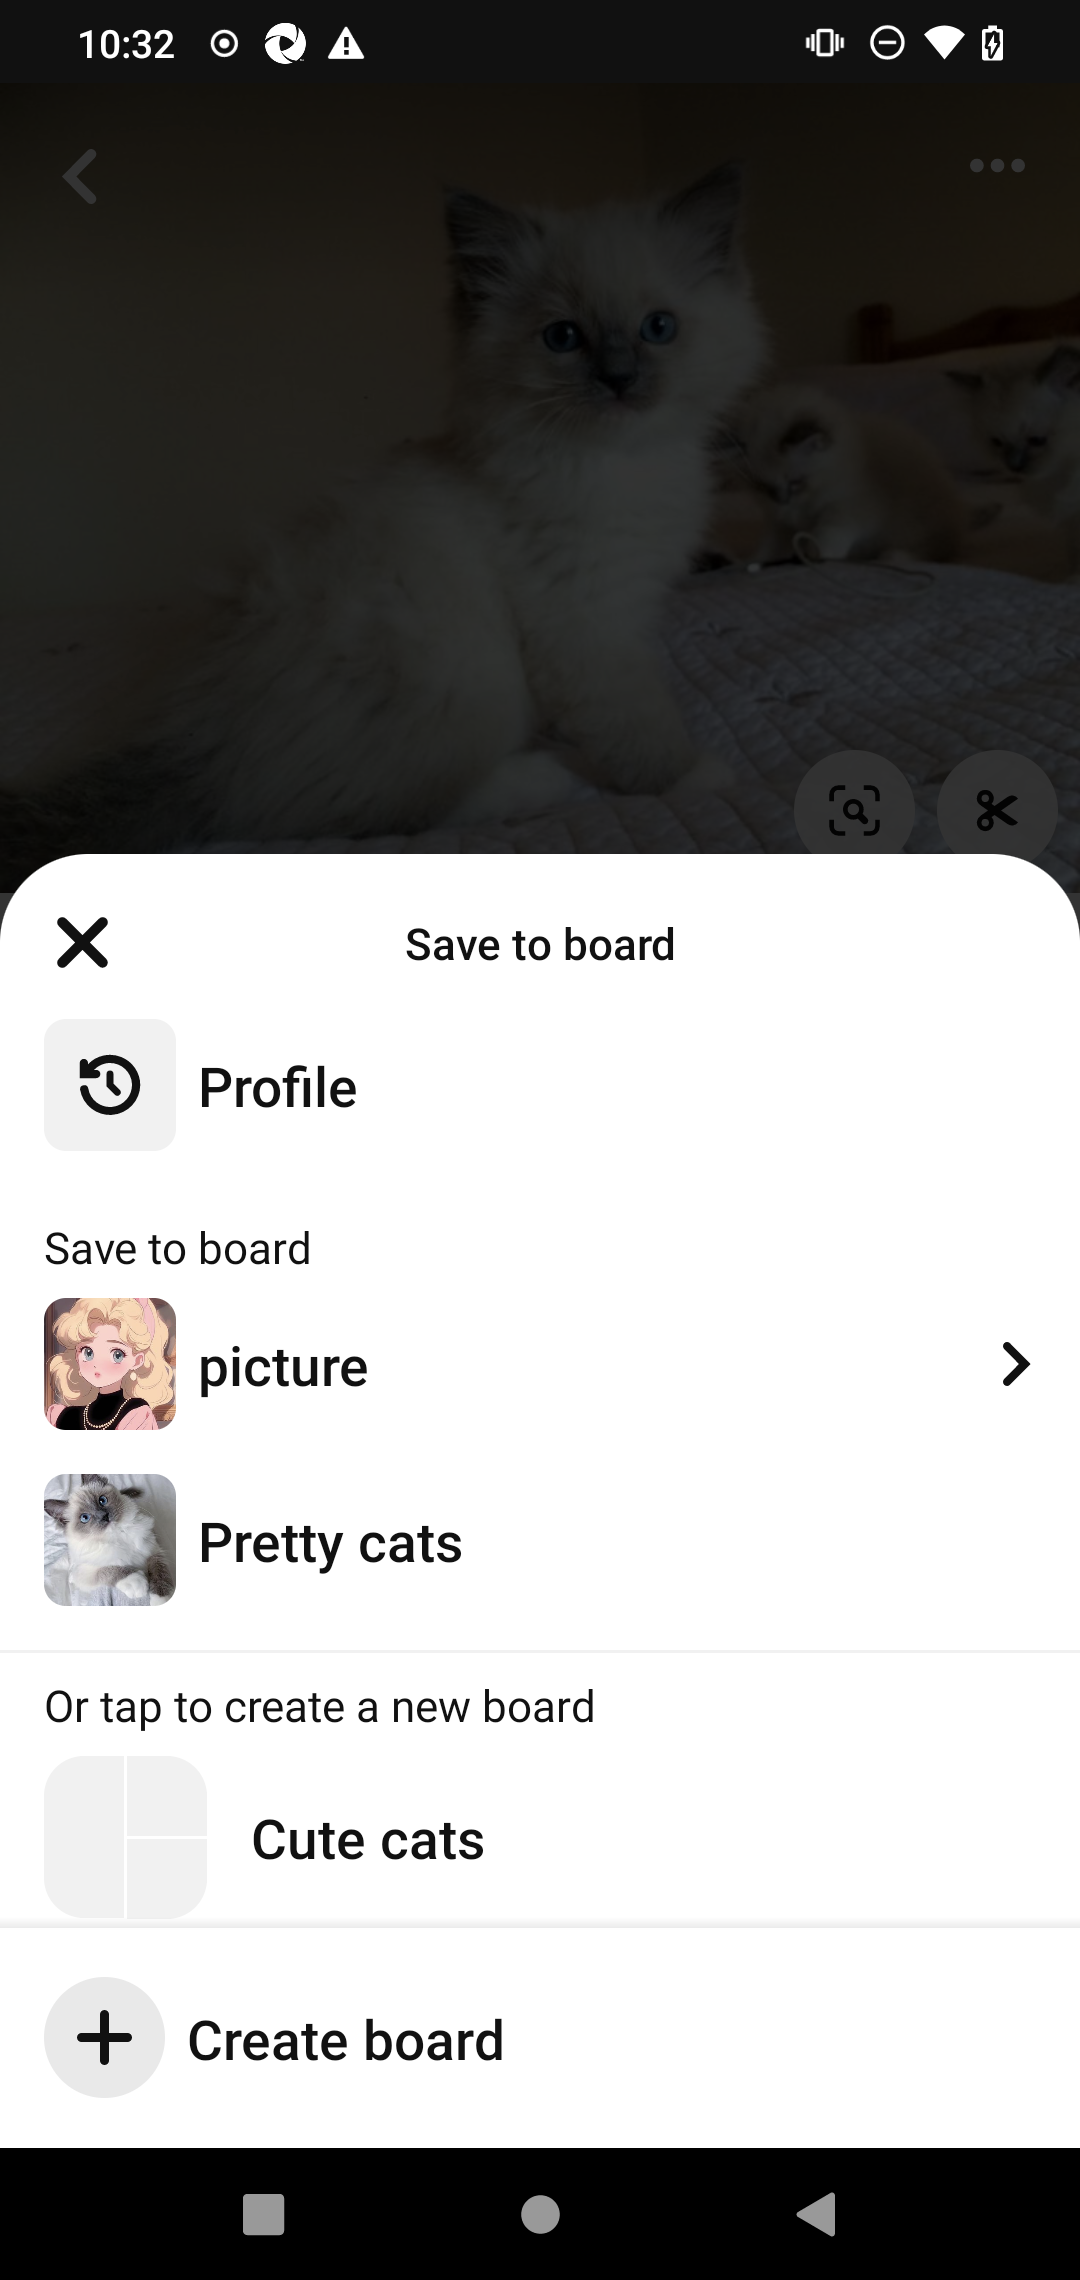 10:32
Save to board
Profile
Save to board
picture
Pretty cats
Or tap to create a new board
Cute cats
Create board